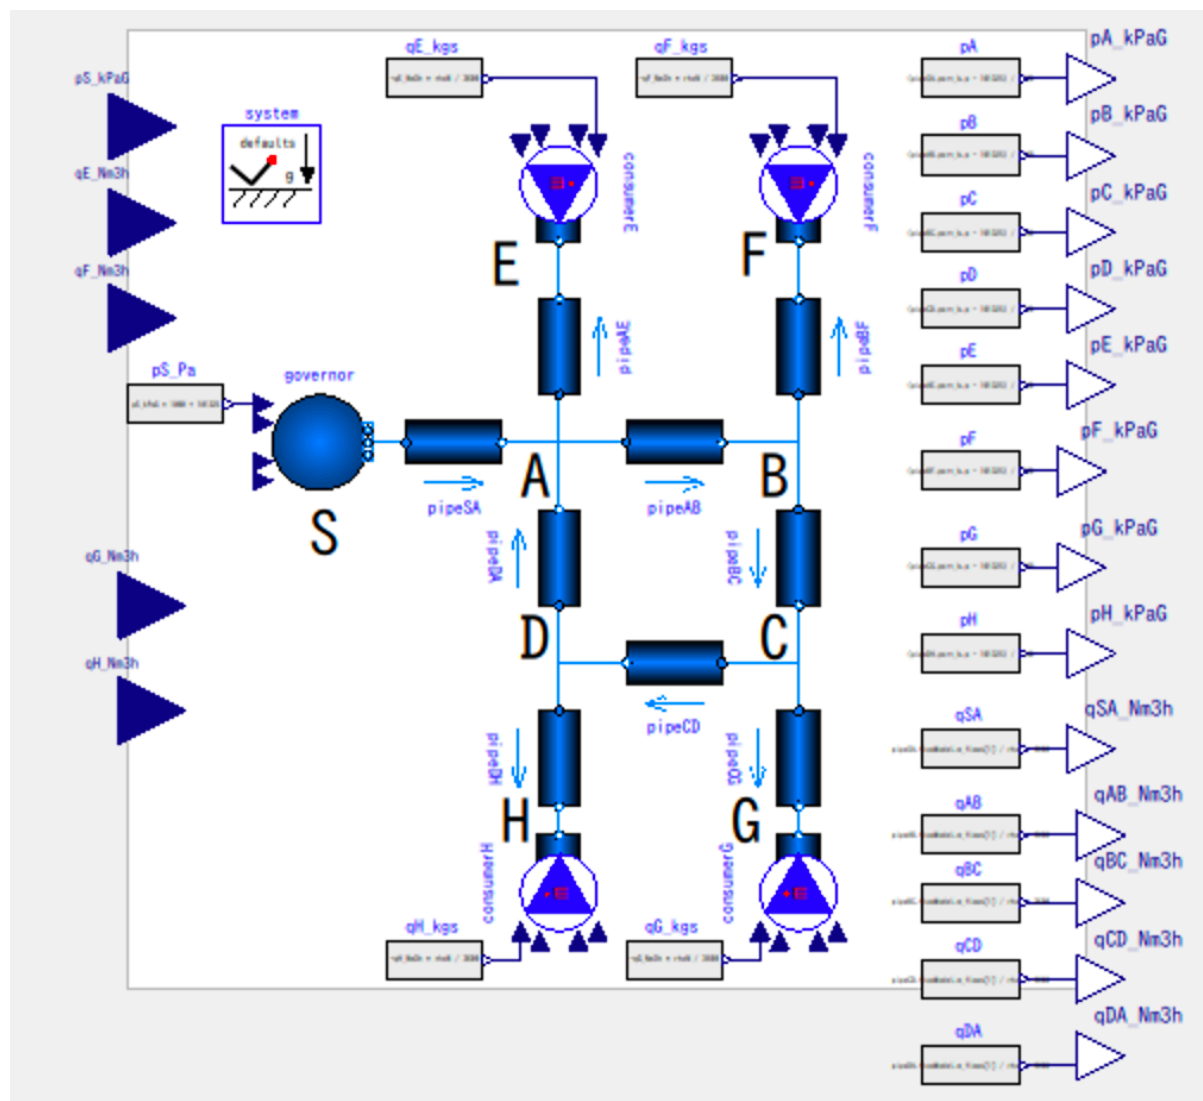 pS_kPaG
qE_Nm3h
qF_Nm3h
system
defaults
g
qE_kgs
qF_kgs
consumerE
consumerF
E
F
pipeAE
pipeBF
pS_Pa
governor
S
pipeSA
A
pipeAB
B
pipeDA
pipeBC
D
C
pipeCD
qG_Nm3h
qH_Nm3h
pipeDH
pipeCG
H
G
consumerH
consumerG
qH_kgs
qG_kgs
pA
pA_kPaG
pB
pB_kPaG
pC
pC_kPaG
pD
pD_kPaG
pE
pE_kPaG
pF
pF_kPaG
pG
pG_kPaG
pH
pH_kPaG
qSA
qSA_Nm3h
qAB
qAB_Nm3h
qBC
qBC_Nm3h
qCD
qCD_Nm3h
qDA
qDA_Nm3h